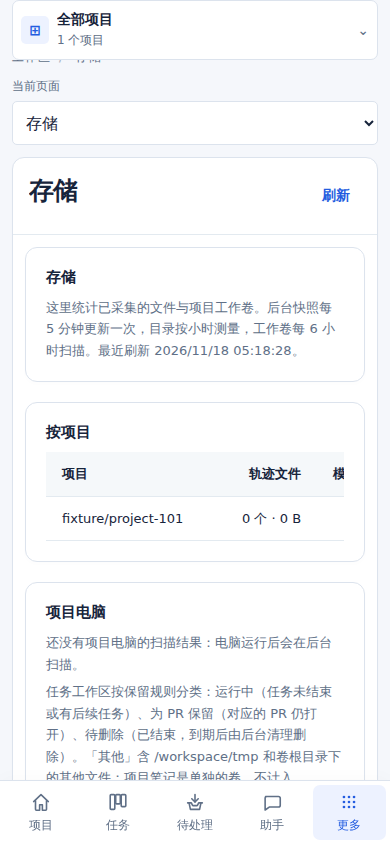 全部项目
1 个项目
当前页面
存储
存储
刷新
存储
这里统计已采集的文件与项目工作卷。后台快照每
5 分钟更新一次，目录按小时测量，工作卷每 6 小
时扫描。最近刷新 2026/11/18 05:18:28。
按项目
项目 轨迹文件 模
fixture/project-101 0 个 · 0 B
项目电脑
还没有项目电脑的扫描结果：电脑运行后会在后台
扫描。
任务工作区按保留规则分类：运行中（任务未结束
或有后续任务）、为 PR 保留（对应的 PR 仍打
开）、待删除（已结束，到期后由后台清理删
除）。「其他」含 /workspace/tmp 和卷根目录下
的其他文件；项目笔记是单独的卷，不计入
项目
任务
待处理
助手
更多